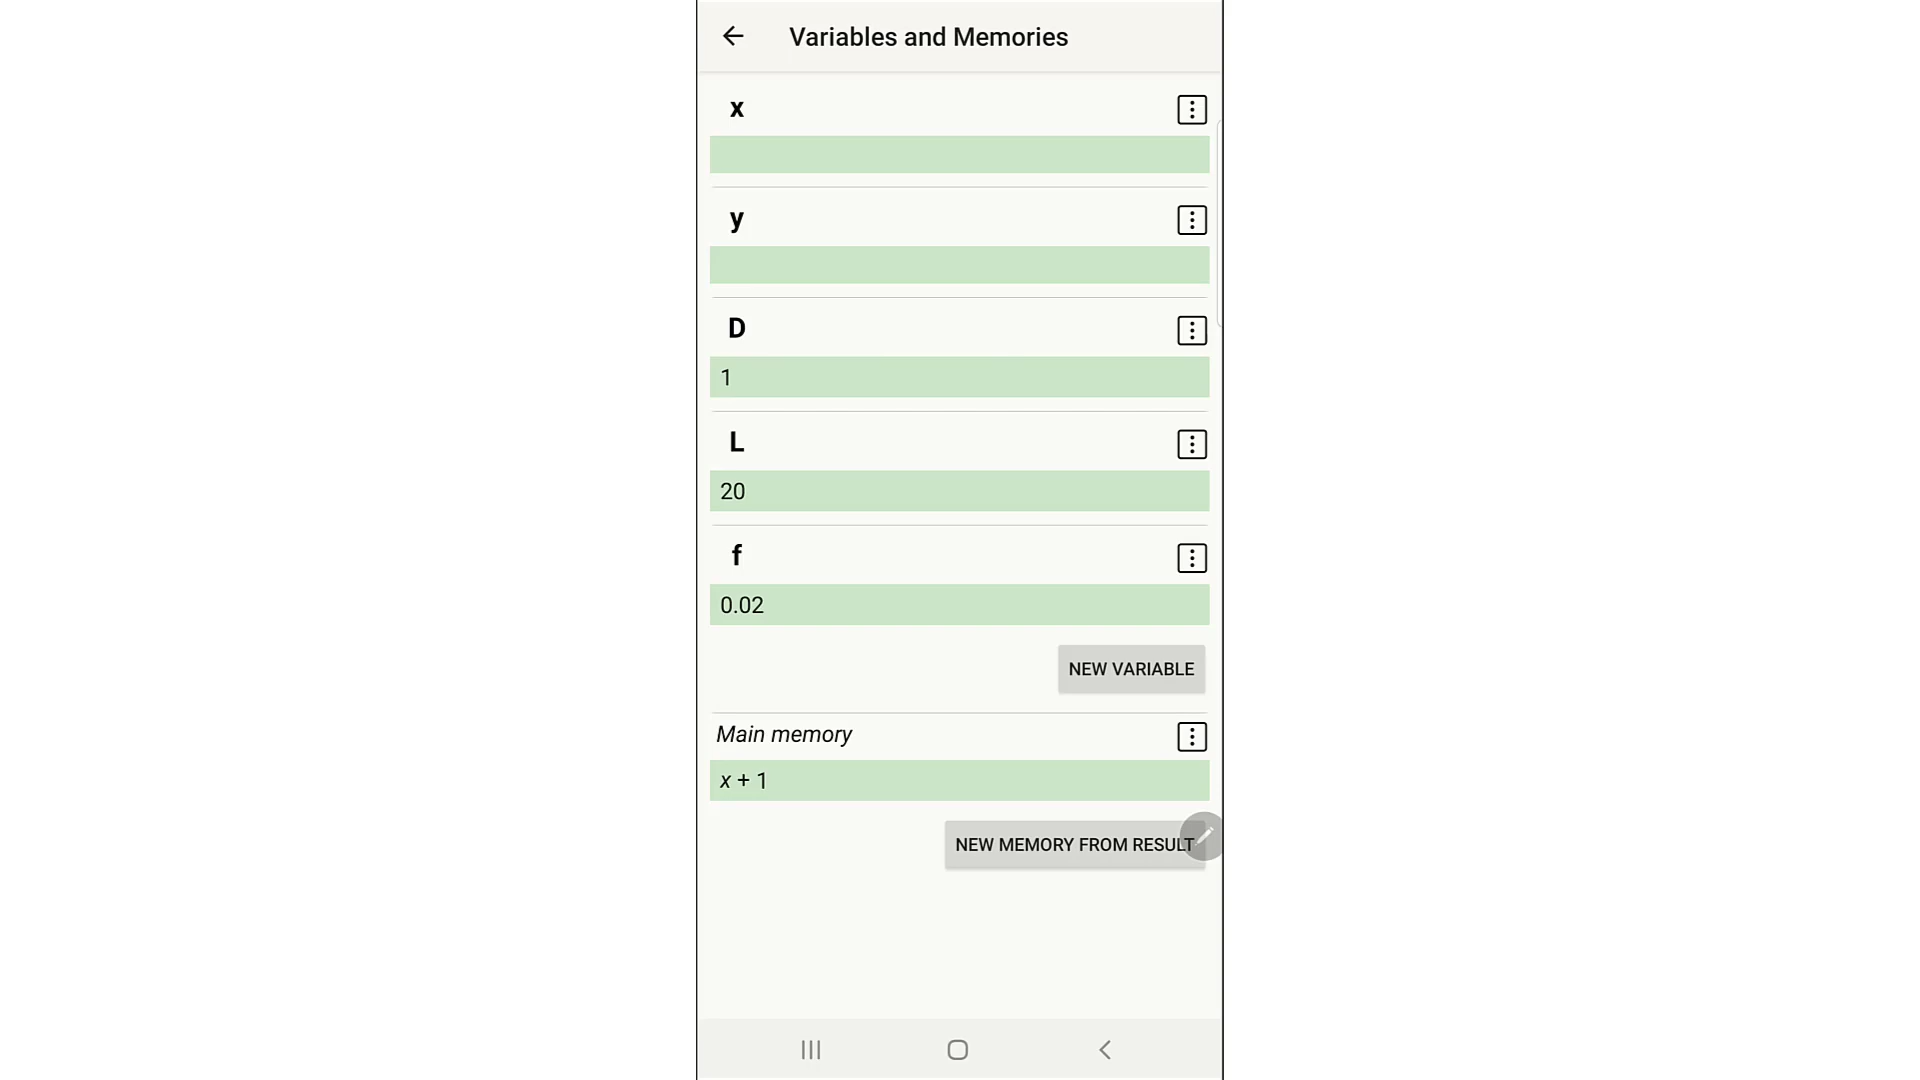 Variables and Memories
x
y
D
1
L
20
f
0.02
NEW VARIABLE
Main memory
x + 1
NEW MEMORY FROM RESULT